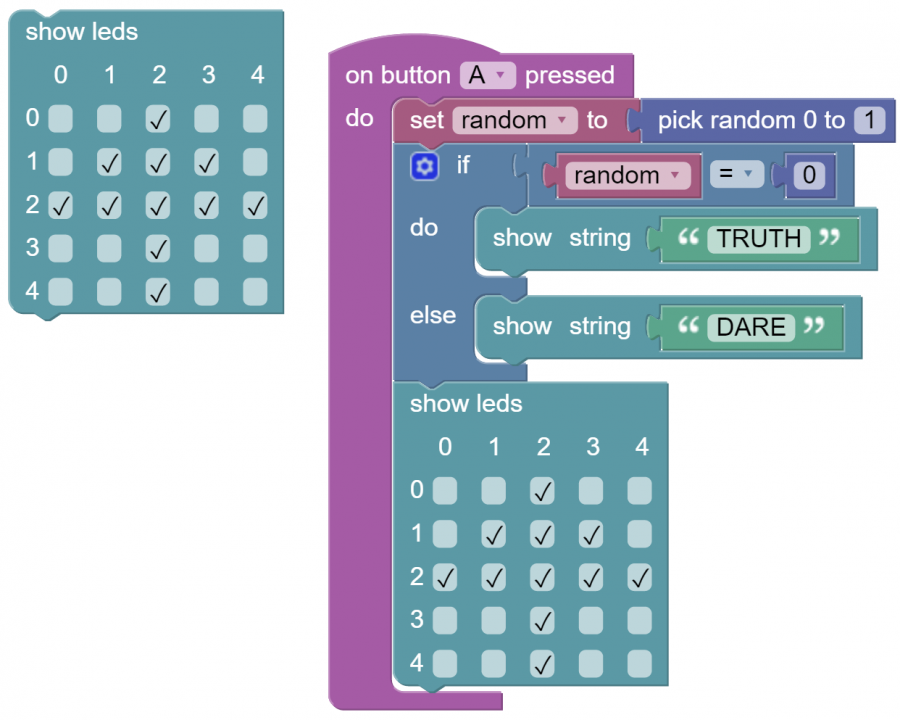 show leds
0 1 2 3 4
0 ✓
1 ✓ ✓ ✓
2 ✓ ✓ ✓ ✓ ✓
3 ✓
4 ✓
on button A ▾ pressed
do set random ▾ to pick random 0 to 1
if random ▾ = ▾ 0
do show string “ TRUTH ”
else show string “ DARE ”
show leds
0 1 2 3 4
0 ✓
1 ✓ ✓ ✓
2 ✓ ✓ ✓ ✓ ✓
3 ✓
4 ✓